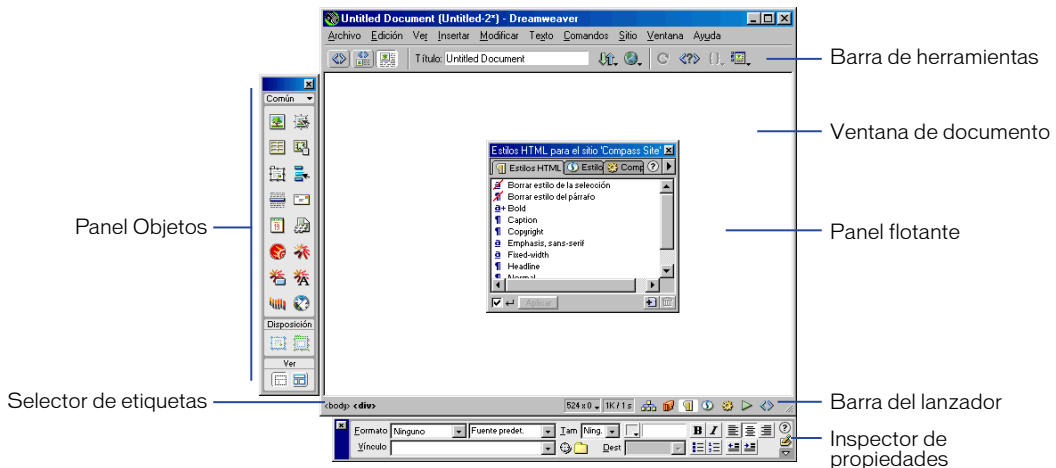 Untitled Document (Untitled-2*) - Dreamweaver
Archivo Edición Ver Insertar Modificar Texto Comandos Sitio Ventana Ayuda
Título: Untitled Document
Barra de herramientas
Común
Ventana de documento
Estilos HTML para el sitio 'Compass Site'
Estilos HTML Estilo Comp
Borrar estilo de la selección
Borrar estilo del párrafo
Bold
Caption
Copyright
Emphasis, sans-serif
Fixed-width
Headline
Normal
Aplicar
Panel Objetos
Panel flotante
Disposición
Ver
Selector de etiquetas
<body> <div>
524 x 0 1K / 1 s
Barra del lanzador
Formato Ninguno Fuente predet. Tam Ning. B I
Vínculo Dest
Inspector de
propiedades